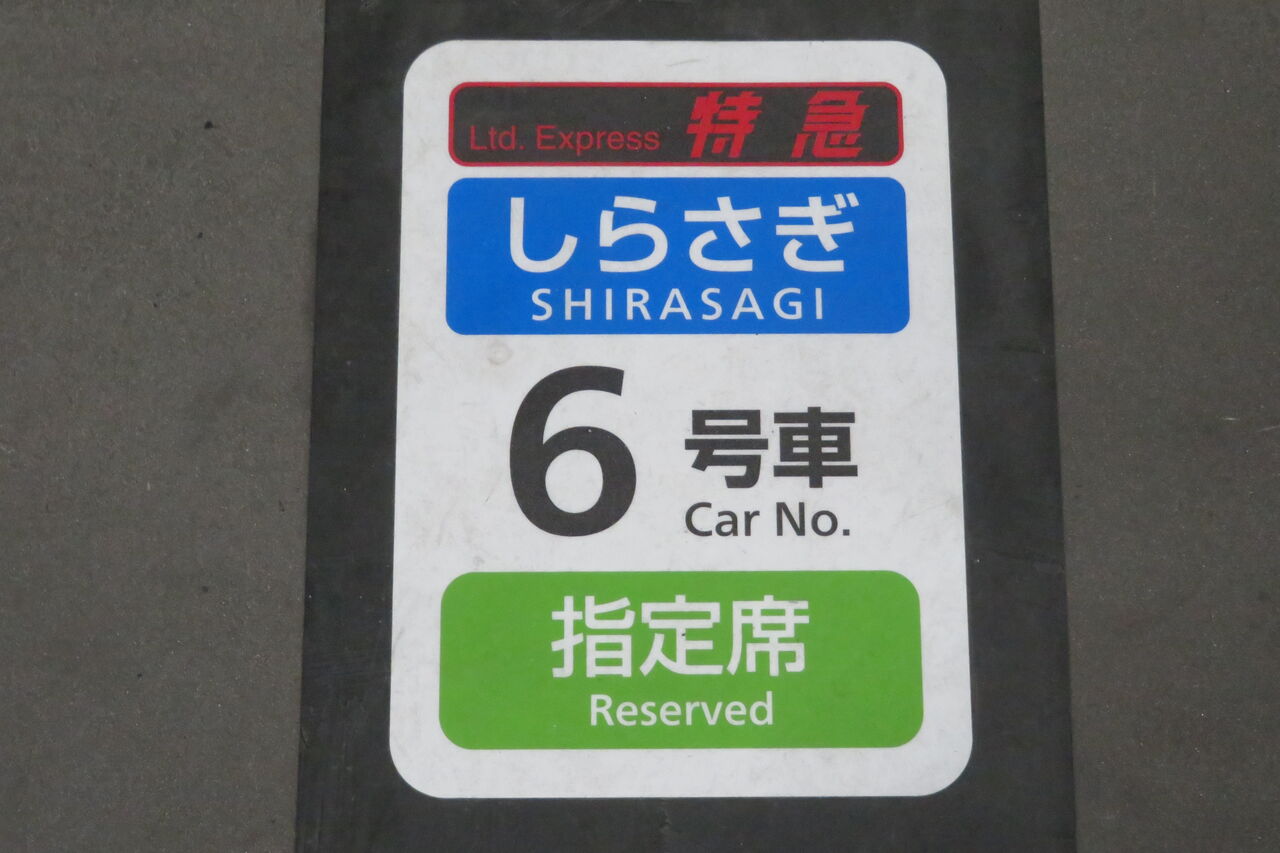 Ltd. Express 特急
しらさぎ
SHIRASAGI
6 号車
Car No.
指定席
Reserved